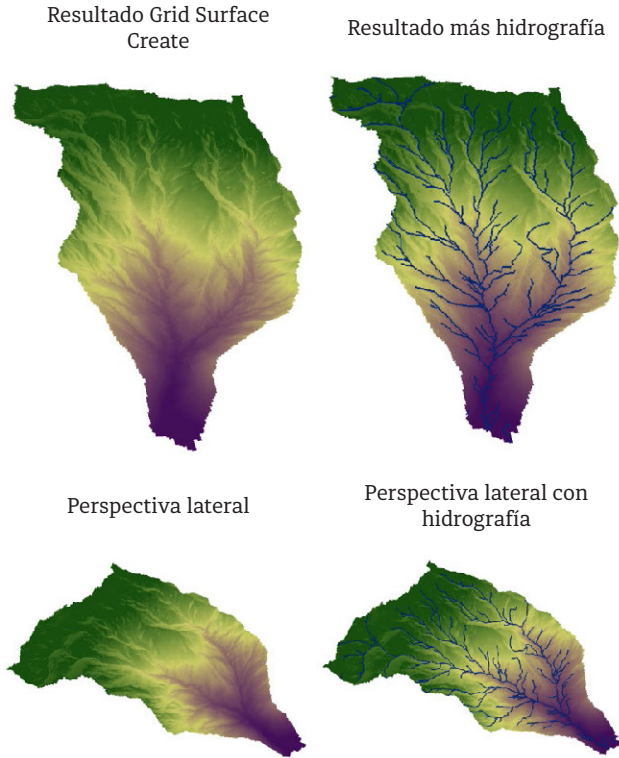 Resultado Grid Surface
Create
Resultado más hidrografía
Perspectiva lateral
Perspectiva lateral con
hidrografía